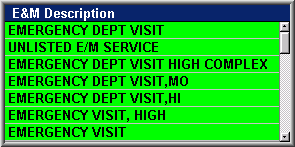 E&M Description
EMERGENCY DEPT VISIT
UNLISTED E/M SERVICE
EMERGENCY DEPT VISIT HIGH COMPLEX
EMERGENCY DEPT VISIT,MO
EMERGENCY DEPT VISIT,HI
EMERGENCY VISIT, HIGH
EMERGENCY VISIT